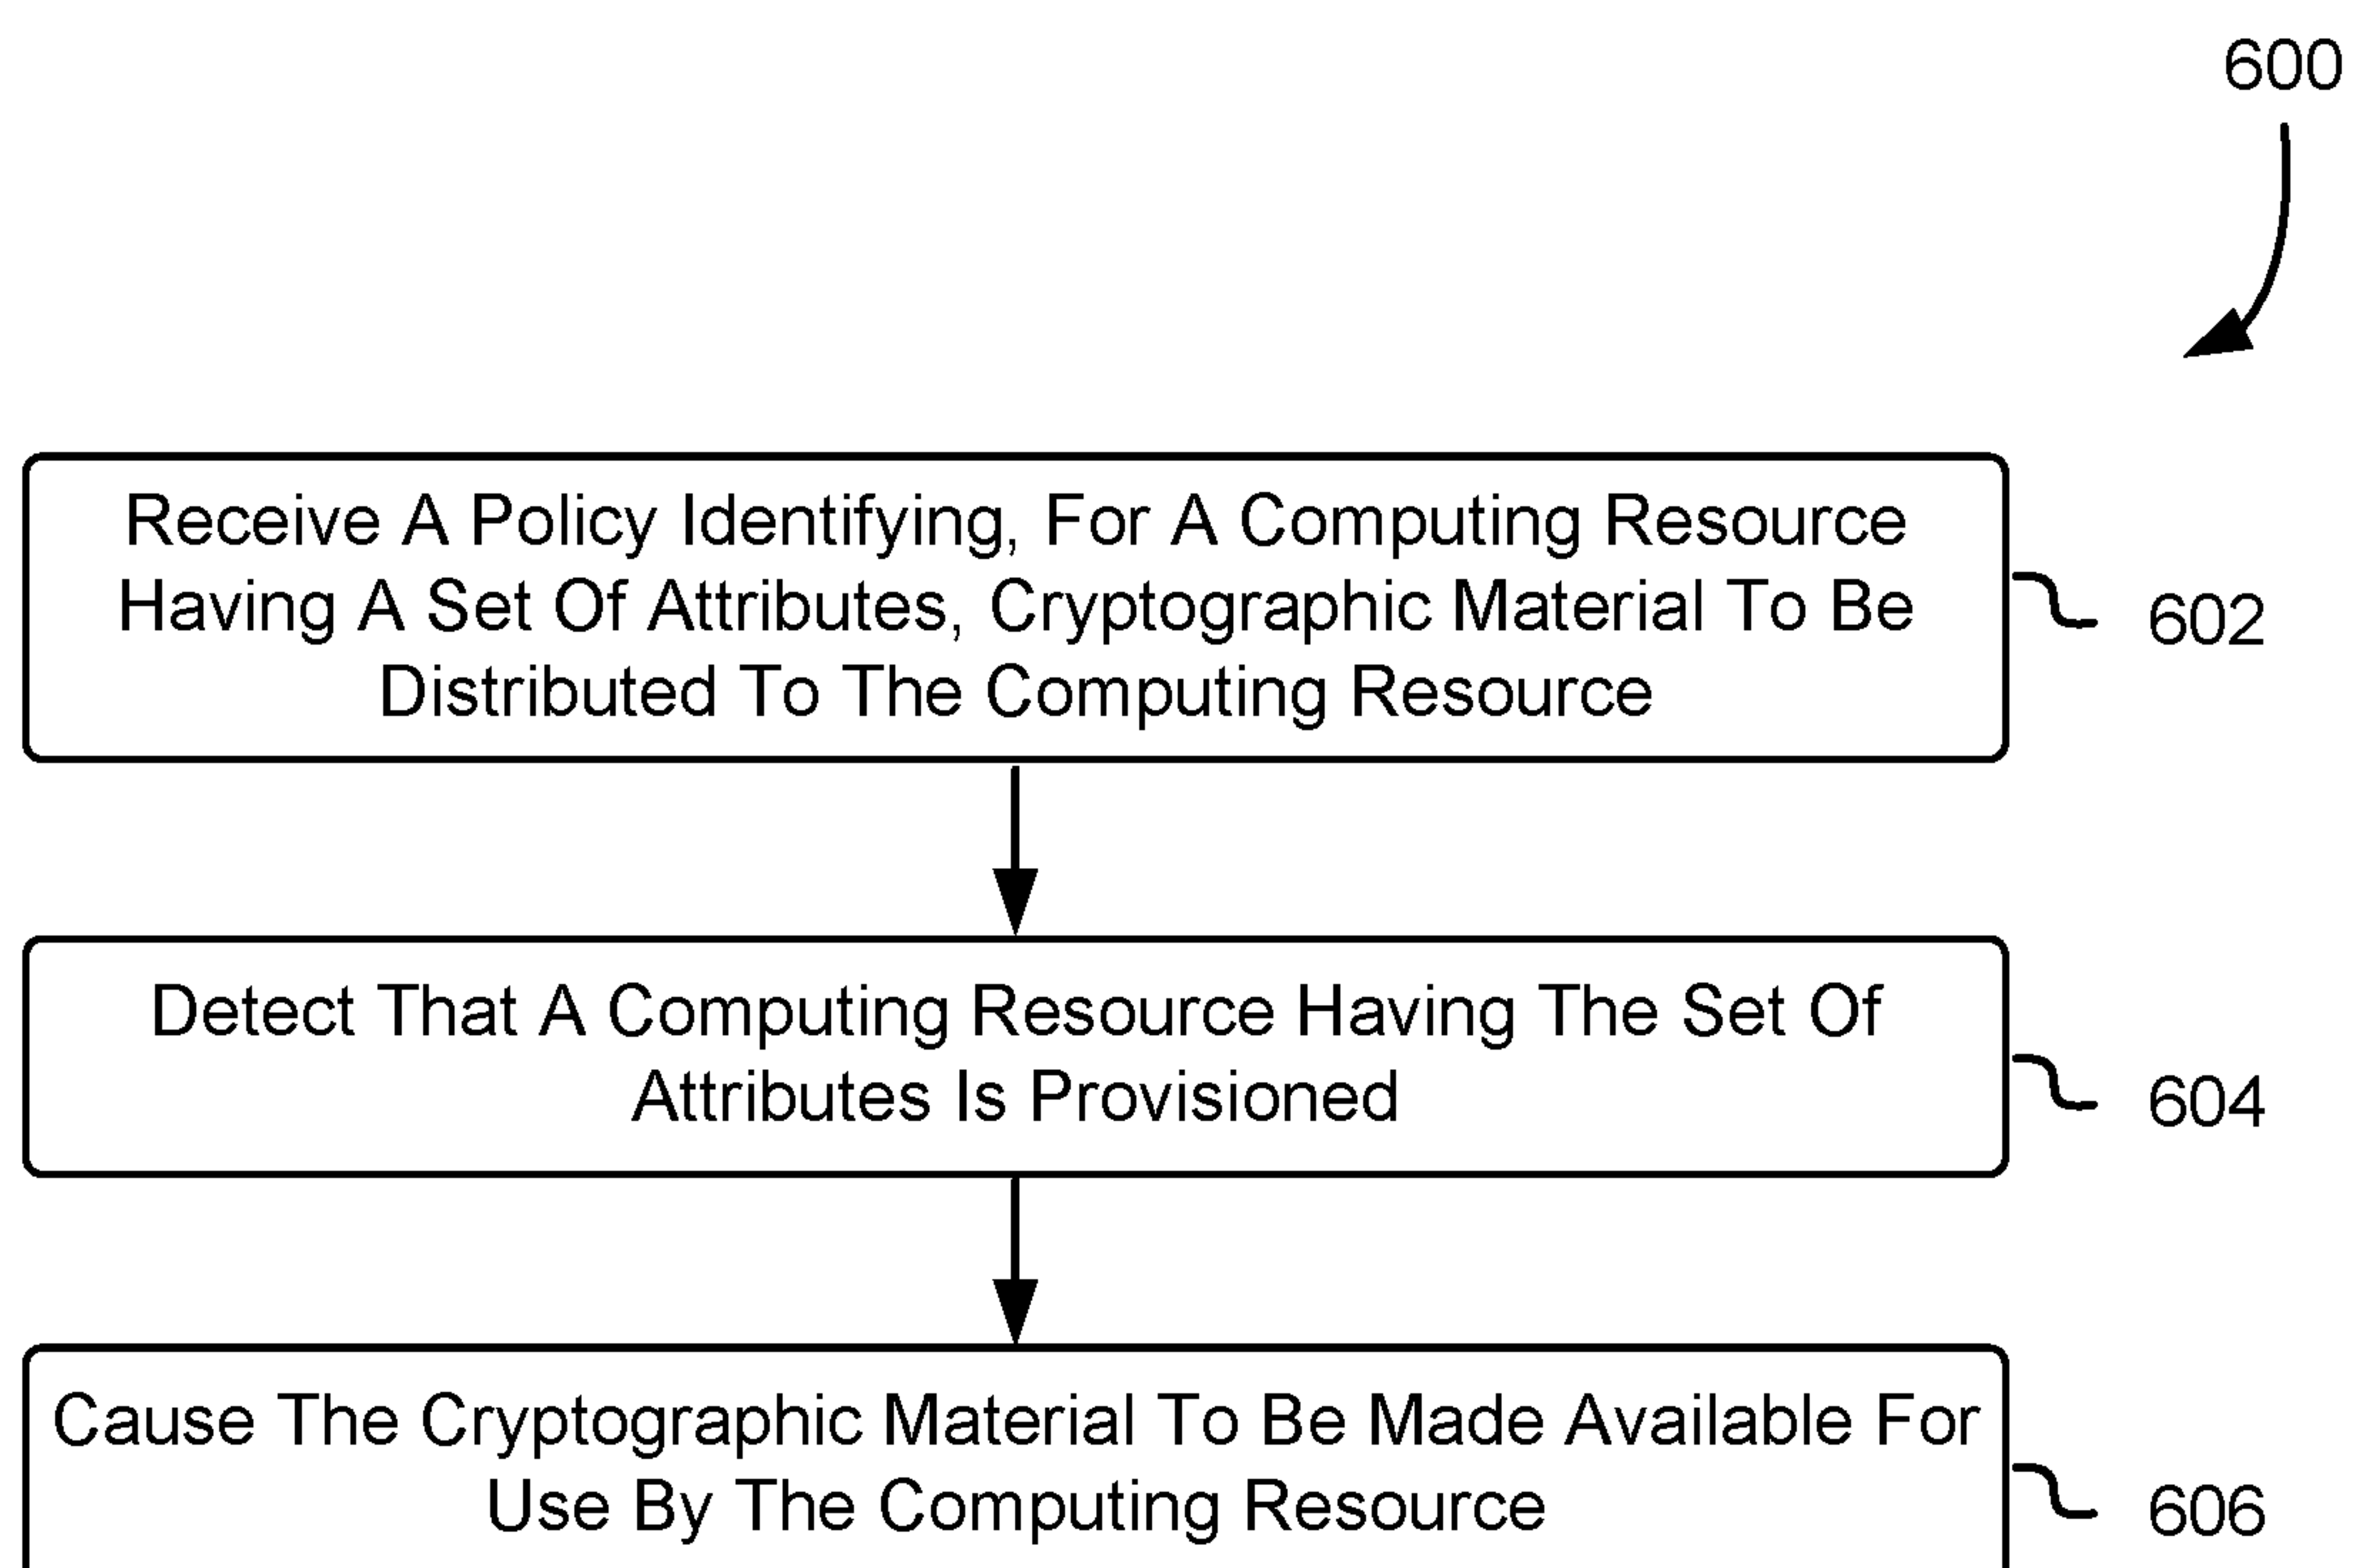 600
Receive A Policy Identifying, For A Computing Resource
Having A Set Of Attributes, Cryptographic Material To Be
Distributed To The Computing Resource
602
Detect That A Computing Resource Having The Set Of
Attributes Is Provisioned
604
Cause The Cryptographic Material To Be Made Available For
Use By The Computing Resource
606